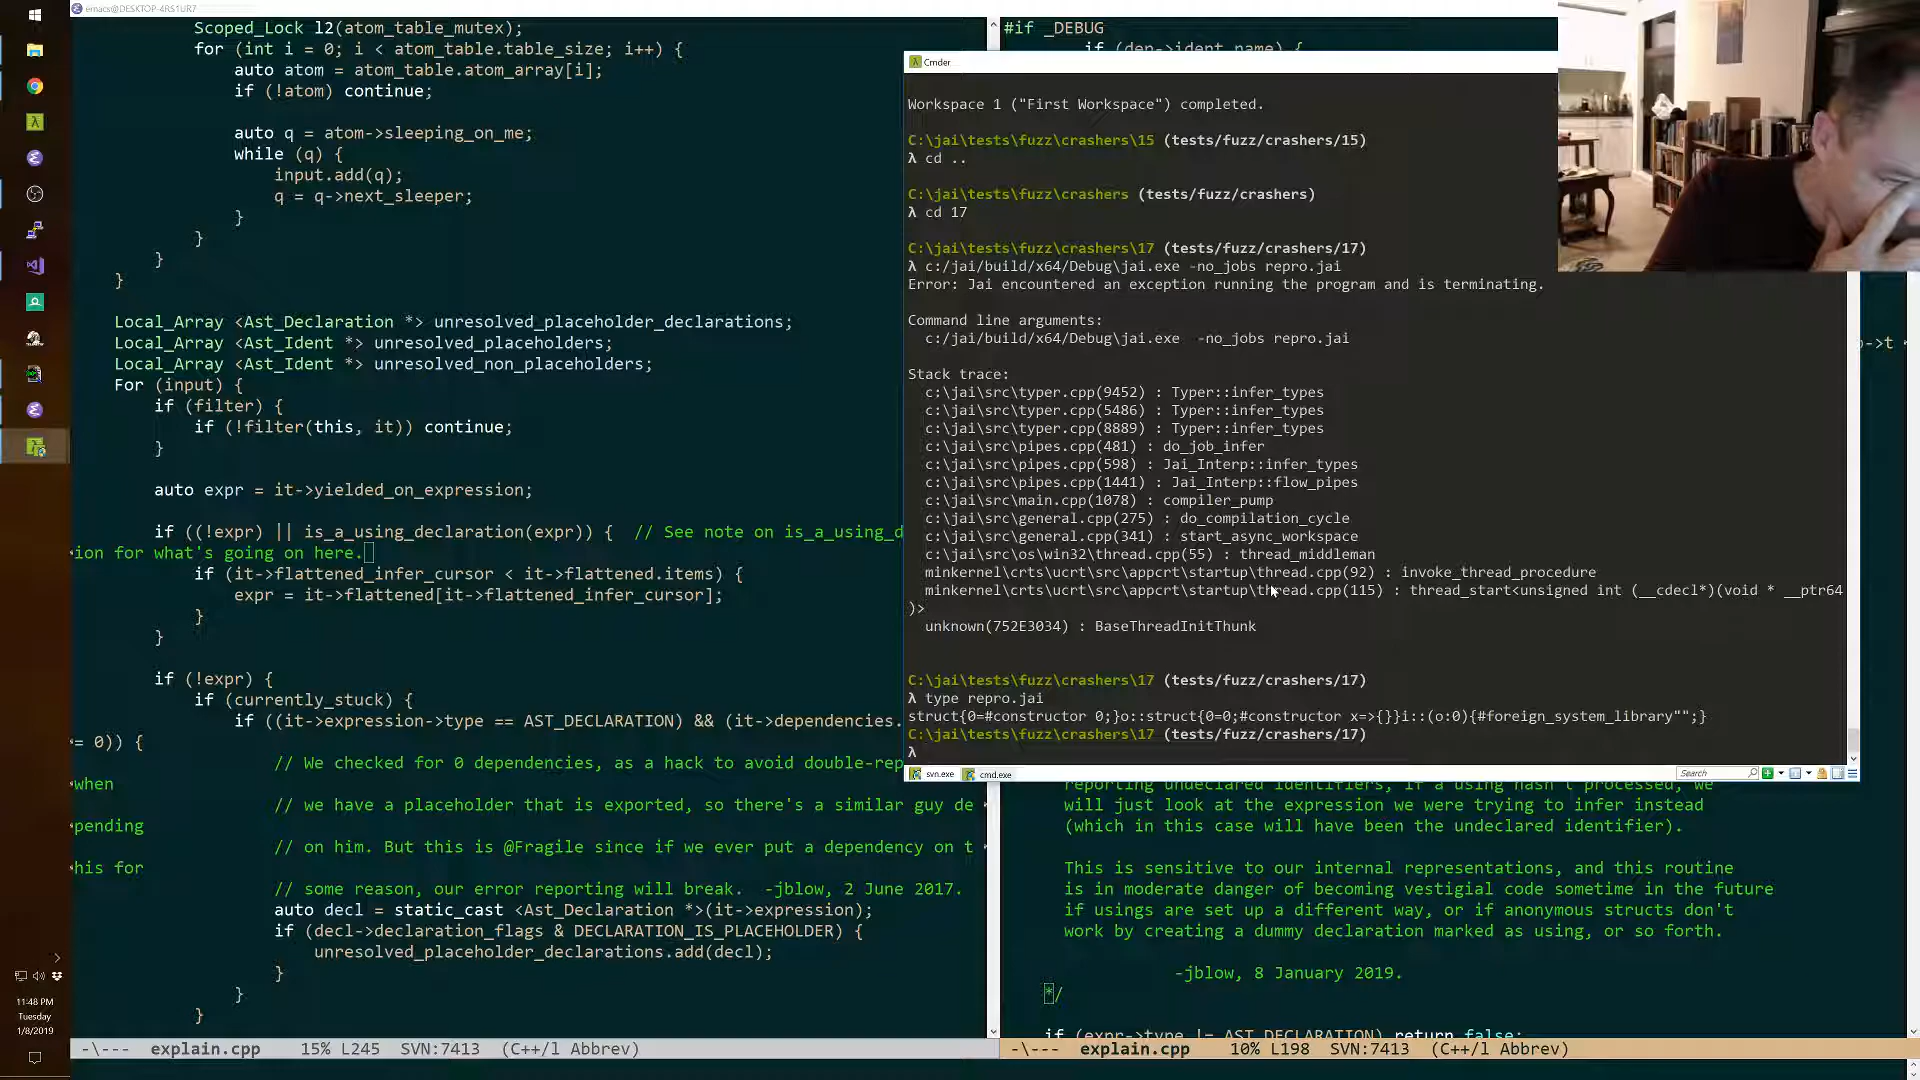 emacs@DESKTOP-4RS1UR7
Scoped_Lock l2(atom_table_mutex);
for (int i = 0; i < atom_table.table_size; i++) {
auto atom = atom_table.atom_array[i];
if (!atom) continue;
auto q = atom->sleeping_on_me;
while (q) {
input.add(q);
q = q->next_sleeper;
}
}
}
}
Local_Array <Ast_Declaration *> unresolved_placeholder_declarations;
Local_Array <Ast_Ident *> unresolved_placeholders;
Local_Array <Ast_Ident *> unresolved_non_placeholders;
For (input) {
if (filter) {
if (!filter(this, it)) continue;
}
auto expr = it->yielded_on_expression;
if ((!expr) || is_a_using_declaration(expr)) {  // See note on is_a_using_d
ion for what's going on here.
if (it->flattened_infer_cursor < it->flattened.items) {
expr = it->flattened[it->flattened_infer_cursor];
}
}
if (!expr) {
if (currently_stuck) {
if ((it->expression->type == AST_DECLARATION) && (it->dependencies.
= 0)) {
// We checked for 0 dependencies, as a hack to avoid double-rep
when
// we have a placeholder that is exported, so there's a similar guy de
pending
// on him. But this is @Fragile since if we ever put a dependency on t
his for
// some reason, our error reporting will break.  -jblow, 2 June 2017.
auto decl = static_cast <Ast_Declaration *>(it->expression);
if (decl->declaration_flags & DECLARATION_IS_PLACEHOLDER) {
unresolved_placeholder_declarations.add(decl);
}
}
}
-\---  explain.cpp    15% L245  SVN:7413  (C++/l Abbrev)
#if _DEBUG
if (dep->ident_name) {
Cmder
Workspace 1 ("First Workspace") completed.
C:\jai\tests\fuzz\crashers\15 (tests/fuzz/crashers/15)
λ cd ..
C:\jai\tests\fuzz\crashers (tests/fuzz/crashers)
λ cd 17
C:\jai\tests\fuzz\crashers\17 (tests/fuzz/crashers/17)
λ c:/jai/build/x64/Debug\jai.exe -no_jobs repro.jai
Error: Jai encountered an exception running the program and is terminating.
Command line arguments:
c:/jai/build/x64/Debug\jai.exe  -no_jobs repro.jai
Stack trace:
c:\jai\src\typer.cpp(9452) : Typer::infer_types
c:\jai\src\typer.cpp(5486) : Typer::infer_types
c:\jai\src\typer.cpp(8889) : Typer::infer_types
c:\jai\src\pipes.cpp(481) : do_job_infer
c:\jai\src\pipes.cpp(598) : Jai_Interp::infer_types
c:\jai\src\pipes.cpp(1441) : Jai_Interp::flow_pipes
c:\jai\src\main.cpp(1078) : compiler_pump
c:\jai\src\general.cpp(275) : do_compilation_cycle
c:\jai\src\general.cpp(341) : start_async_workspace
c:\jai\src\os\win32\thread.cpp(55) : thread_middleman
minkernel\crts\ucrt\src\appcrt\startup\thread.cpp(92) : invoke_thread_procedure
minkernel\crts\ucrt\src\appcrt\startup\thread.cpp(115) : thread_start<unsigned int (__cdecl*)(void * __ptr64
)>
unknown(752E3034) : BaseThreadInitThunk
C:\jai\tests\fuzz\crashers\17 (tests/fuzz/crashers/17)
λ type repro.jai
struct{0=#constructor 0;}o::struct{0=0;#constructor x=>{}}i::(o:0){#foreign_system_library"";}
C:\jai\tests\fuzz\crashers\17 (tests/fuzz/crashers/17)
λ
svn.exe
cmd.exe
Search
->t
reporting undeclared identifiers, if a using hasn't processed, we
will just look at the expression we were trying to infer instead
(which in this case will have been the undeclared identifier).
This is sensitive to our internal representations, and this routine
is in moderate danger of becoming vestigial code sometime in the future
if usings are set up a different way, or if anonymous structs don't
work by creating a dummy declaration marked as using, or so forth.
-jblow, 8 January 2019.
*/
if (expr->type != AST_DECLARATION) return false;
-\---  explain.cpp    10% L198  SVN:7413  (C++/l Abbrev)
11:48 PM
Tuesday
1/8/2019